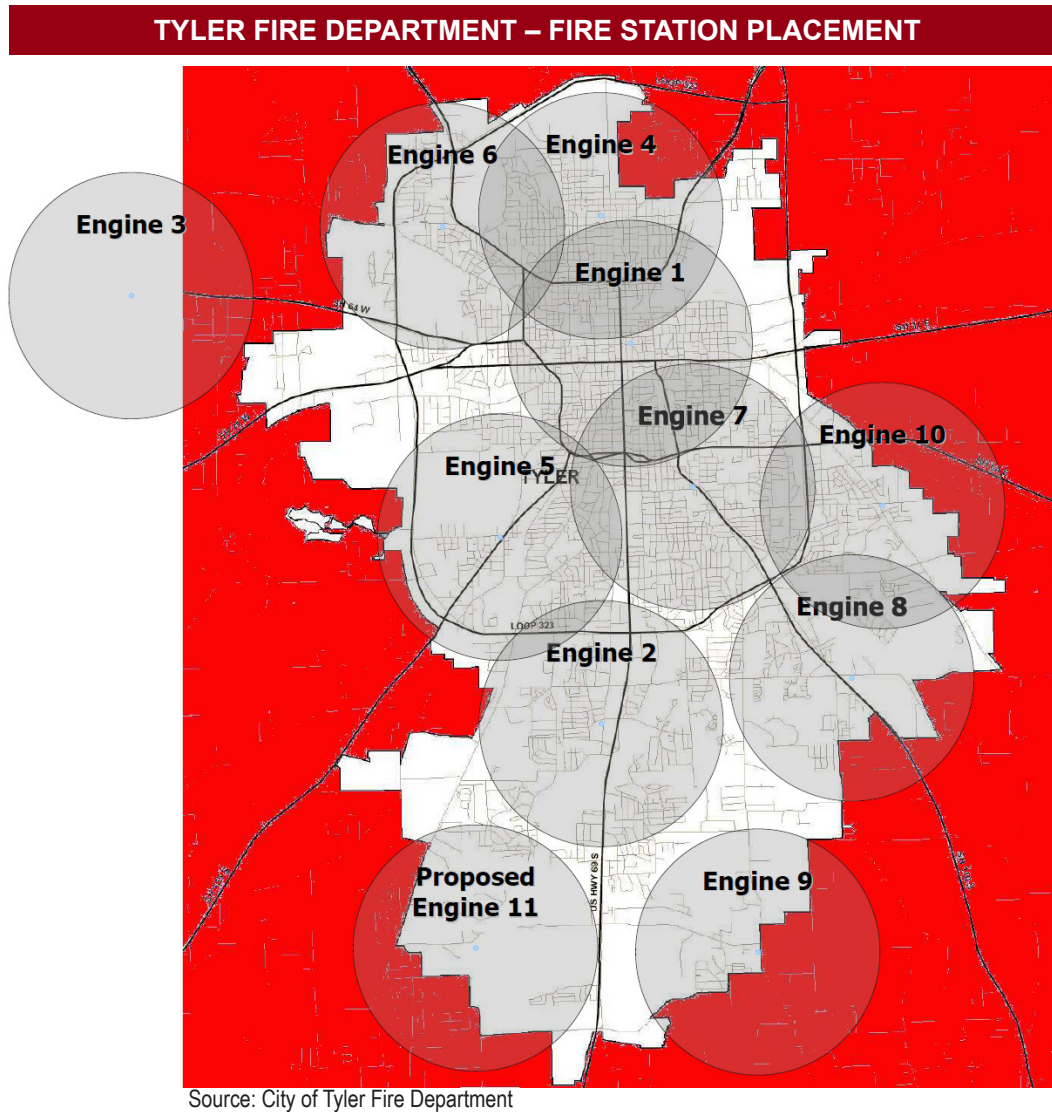 TYLER FIRE DEPARTMENT – FIRE STATION PLACEMENT
Engine 4
Engine 6
Engine 3
Engine 1
SH 64 W
Engine 7
Engine 10
Engine 5
TYLER
Engine 8
LOOP 323
Engine 2
Proposed
Engine 11
Engine 9
US HWY 69 S
Source: City of Tyler Fire Department